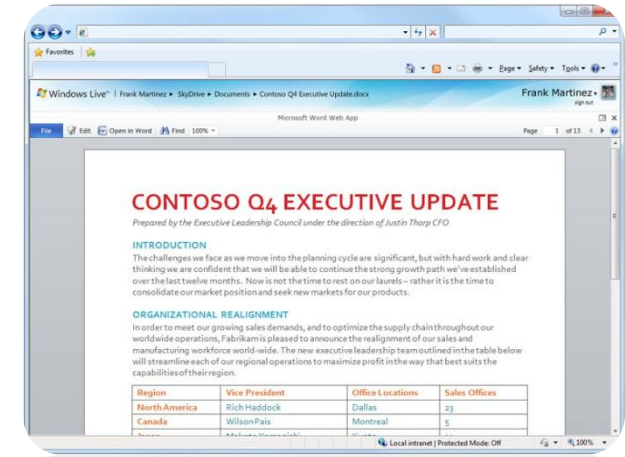 Favorites
Page Safety Tools
Windows Live™ | Frank Martinez ▸ SkyDrive ▸ Documents ▸ Contoso Q4 Executive Update.docx Frank Martinez
sign out
Microsoft Word Web App
File Edit Open in Word Find 100% Page 1 of 13
CONTOSO Q4 EXECUTIVE UPDATE
Prepared by the Executive Leadership Council under the direction of Justin Thorp CFO
INTRODUCTION
The challenges we face as we move into the planning cycle are significant, but with hard work and clear
thinking we are confident that we will be able to continue the strong growth path we've established
over the last twelve months. Now is not the time to rest on our laurels – rather it is the time to
consolidate our market position and seek new markets for our products.
ORGANIZATIONAL REALIGNMENT
In order to meet our growing sales demands, and to optimize the supply chain throughout our
worldwide operations, Fabrikam is pleased to announce the realignment of our sales and
manufacturing workforce world-wide. The new executive leadership team outlined in the table below
will streamline each of our regional operations to maximize profit in the way that best suits the
capabilities of their region.
Region Vice President Office Locations Sales Offices
North America Rich Haddock Dallas 23
Canada Wilson Pais Montreal 5
Local intranet | Protected Mode: Off 100%